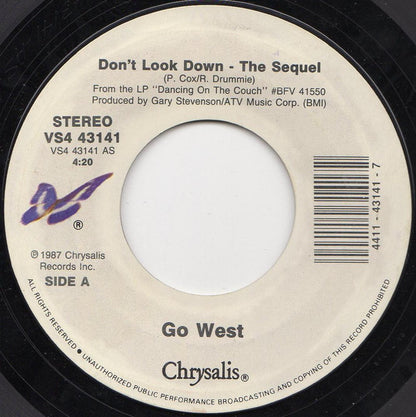 Don't Look Down - The Sequel
(P. Cox/R. Drummie)
From the LP "Dancing On The Couch" #BFV 41550
Produced by Gary Stevenson/ATV Music Corp. (BMI)
STEREO
VS4 43141
VS4 43141 AS
4:20
®
℗ 1987 Chrysalis
Records Inc.
SIDE A
4411 - 43141 - 7
Go West
Chrysalis®
ALL RIGHTS RESERVED • UNAUTHORIZED PUBLIC PERFORMANCE BROADCASTING AND COPYING OF THIS RECORD PROHIBITED